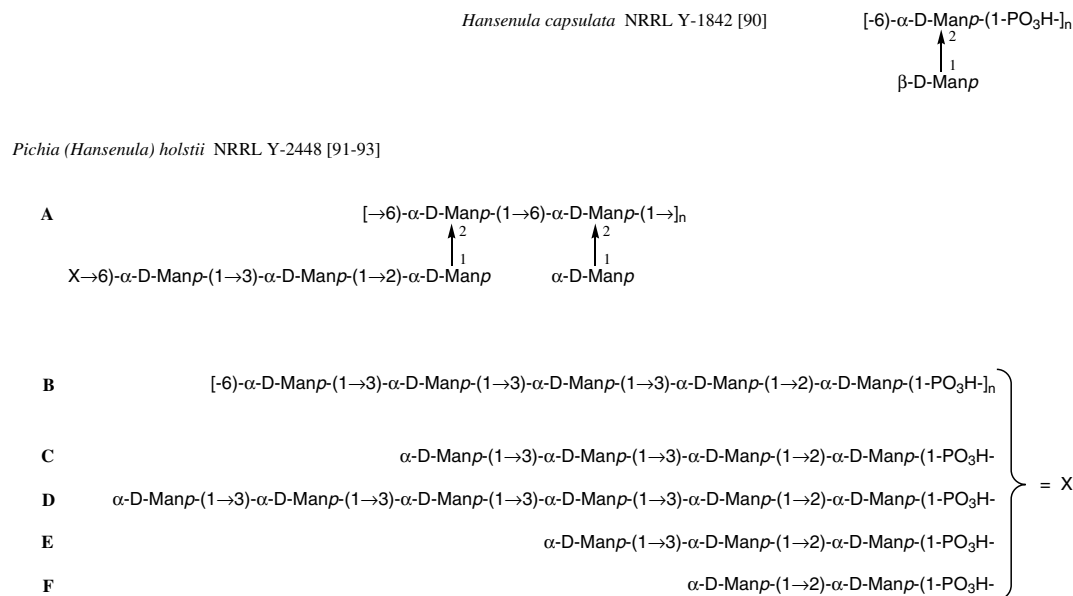 Hansenula capsulata NRRL Y-1842 [90] [-6)-α-D-Manp-(1-PO3H-]n
2
1
β-D-Manp
Pichia (Hansenula) holstii NRRL Y-2448 [91-93]
A [→6)-α-D-Manp-(1→6)-α-D-Manp-(1→]n
2 2
1 1
X→6)-α-D-Manp-(1→3)-α-D-Manp-(1→2)-α-D-Manp α-D-Manp
B [-6)-α-D-Manp-(1→3)-α-D-Manp-(1→3)-α-D-Manp-(1→3)-α-D-Manp-(1→2)-α-D-Manp-(1-PO3H-]n
C α-D-Manp-(1→3)-α-D-Manp-(1→3)-α-D-Manp-(1→2)-α-D-Manp-(1-PO3H-
D α-D-Manp-(1→3)-α-D-Manp-(1→3)-α-D-Manp-(1→3)-α-D-Manp-(1→3)-α-D-Manp-(1→2)-α-D-Manp-(1-PO3H- = X
E α-D-Manp-(1→3)-α-D-Manp-(1→2)-α-D-Manp-(1-PO3H-
F α-D-Manp-(1→2)-α-D-Manp-(1-PO3H-